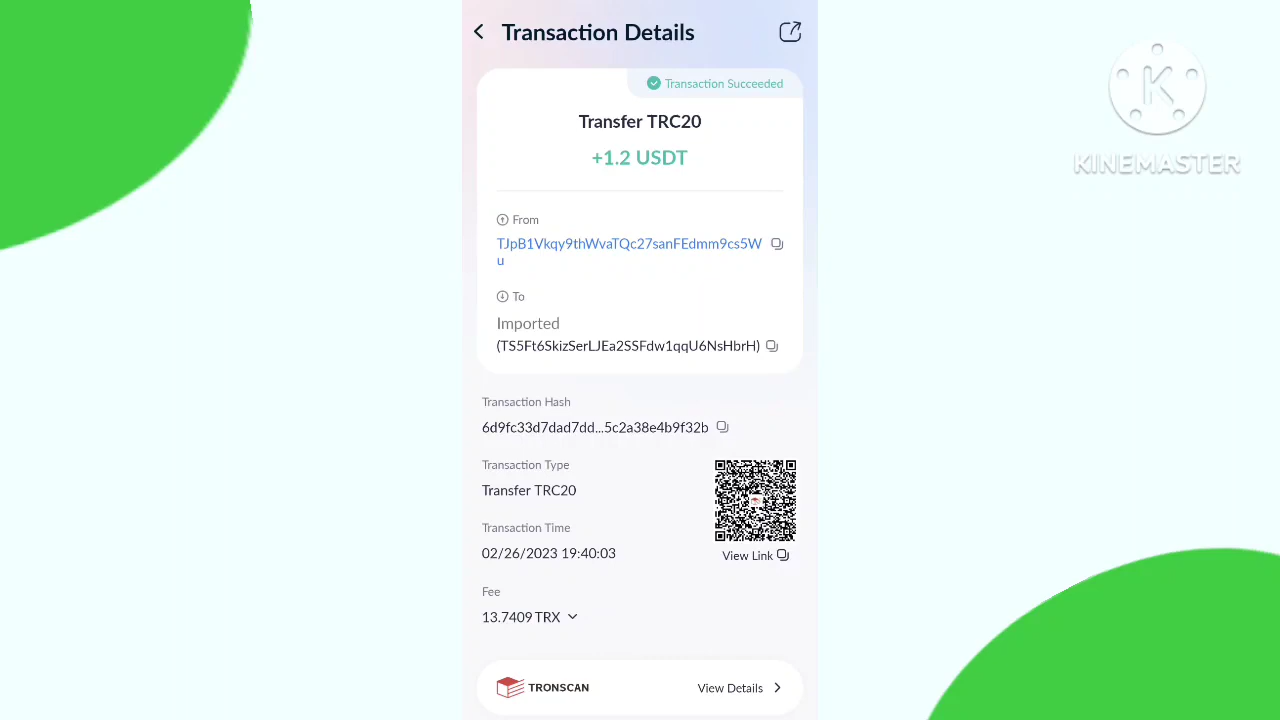 Transaction Details
Transaction Succeeded
Transfer TRC20
+1.2 USDT
From
TJpB1Vkqy9thWvaTQc27sanFEdmm9cs5W
u
To
Imported
(TS5Ft6SkizSerLJEa2SSFdw1qqU6NsHbrH)
Transaction Hash
6d9fc33d7dad7dd...5c2a38e4b9f32b
Transaction Type
Transfer TRC20
Transaction Time
02/26/2023 19:40:03
View Link
Fee
13.7409 TRX
TRONSCAN
View Details
K
KINEMASTER